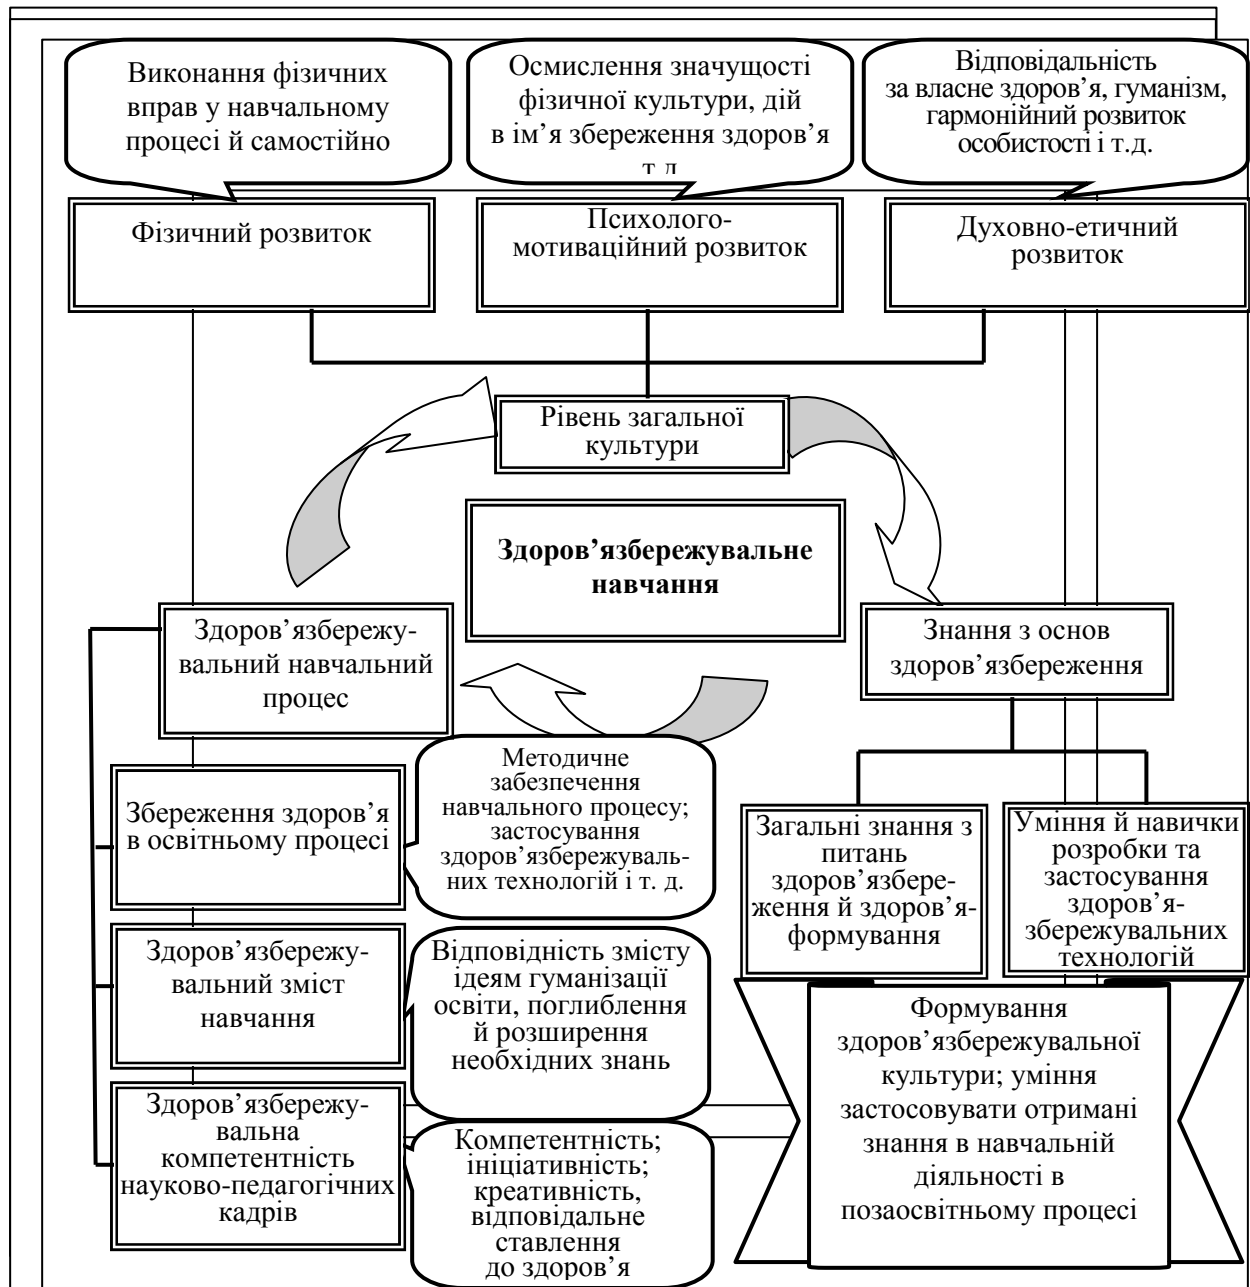 Виконання фізичних
вправ у навчальному
процесі й самостійно
Осмислення значущості
фізичної культури, дій
в ім’я збереження здоров’я
т.д
Відповідальність
за власне здоров’я, гуманізм,
гармонійний розвиток
особистості і т.д.
Фізичний розвиток
Психолого-
мотиваційний розвиток
Духовно-етичний
розвиток
Рівень загальної
культури
Здоров’язбережувальне
навчання
Здоров’язбережу-
вальний навчальний
процес
Знання з основ
здоров’язбереження
Збереження здоров’я
в освітньому процесі
Методичне
забезпечення
навчального процесу;
застосування
здоров’язбережуваль-
них технологій і т. д.
Загальні знання з
питань
здоров’язбере-
ження й здоров’я-
формування
Уміння й навички
розробки та
застосування
здоров’я-
збережувальних
технологій
Здоров’язбережу-
вальний зміст
навчання
Відповідність змісту
ідеям гуманізації
освіти, поглиблення
й розширення
необхідних знань
Здоров’язбережу-
вальна
компетентність
науково-педагогічних
кадрів
Компетентність;
ініціативність;
креативність,
відповідальне
ставлення
до здоров’я
Формування
здоров’язбережувальної
культури; уміння
застосовувати отримані
знання в навчальній
діяльності в
позаосвітньому процесі